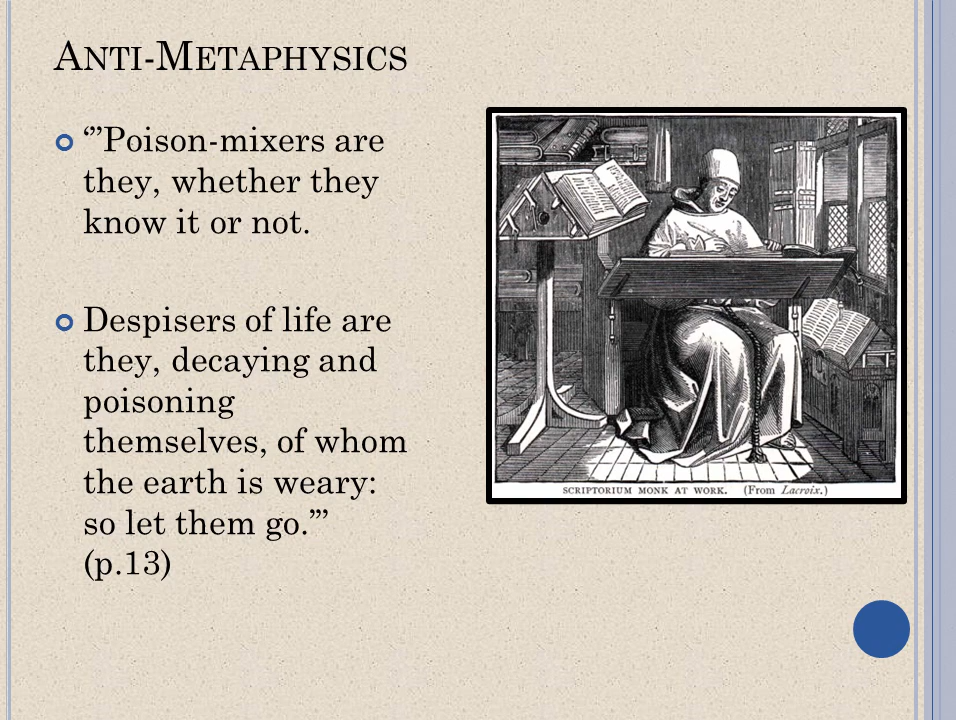 ANTI-METAPHYSICS
‘”Poison-mixers are
they, whether they
know it or not.
Despisers of life are
they, decaying and
poisoning
themselves, of whom
the earth is weary:
so let them go.”’
(p.13)
SCRIPTORIUM MONK AT WORK. (From Lacroix.)